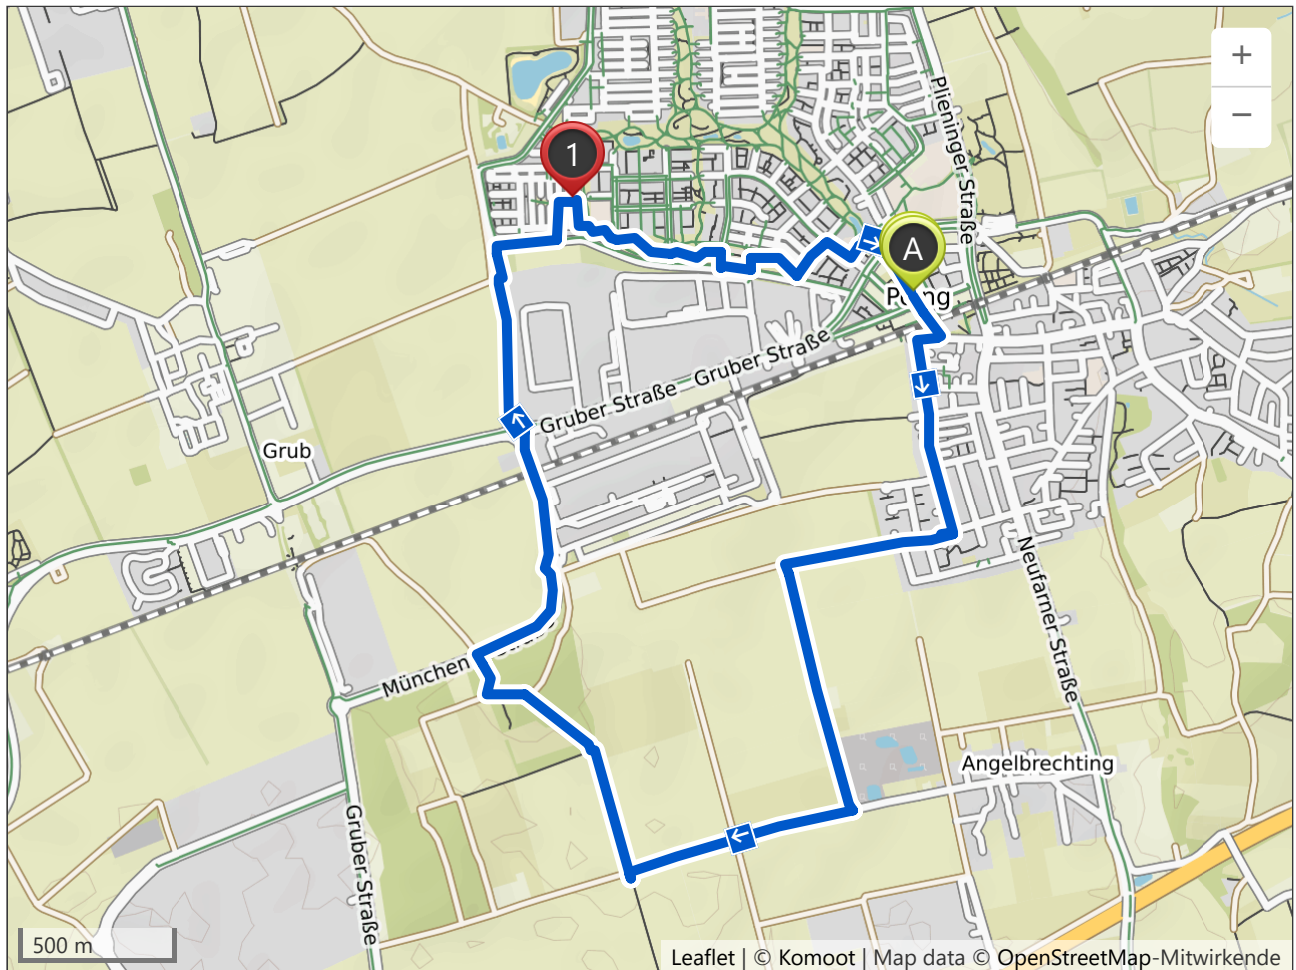 +
−
Plieninger Straße
1
A
Poing
Gruber Straße
Gruber Straße
Grub
Neufarner Straße
München
Angelbrechting
Gruber Straße
500 m
Leaflet | © Komoot | Map data © OpenStreetMap-Mitwirkende